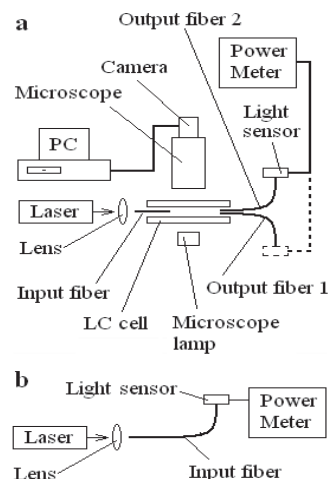 a
Output fiber 2
Camera
Microscope
Power
Meter
Light
sensor
PC
Laser
Lens
Input fiber
LC cell
Microscope
lamp
Output fiber 1
b
Light sensor
Power
Meter
Laser
Lens
Input fiber